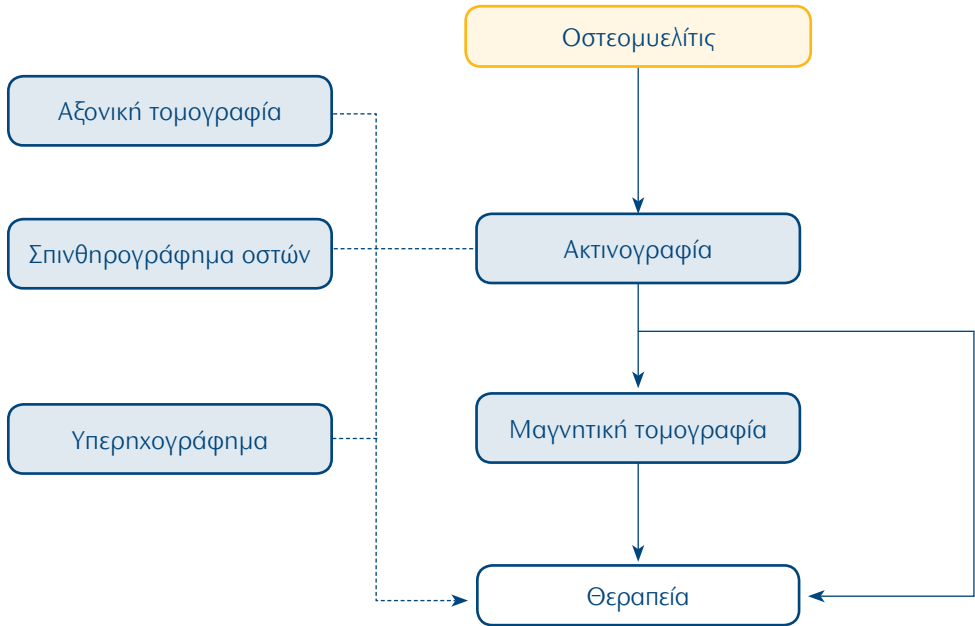 Οστεομυελίτις
Αξονική τομογραφία
Σπινθηρογράφημα οστών
Ακτινογραφία
Υπερηχογράφημα
Μαγνητική τομογραφία
Θεραπεία